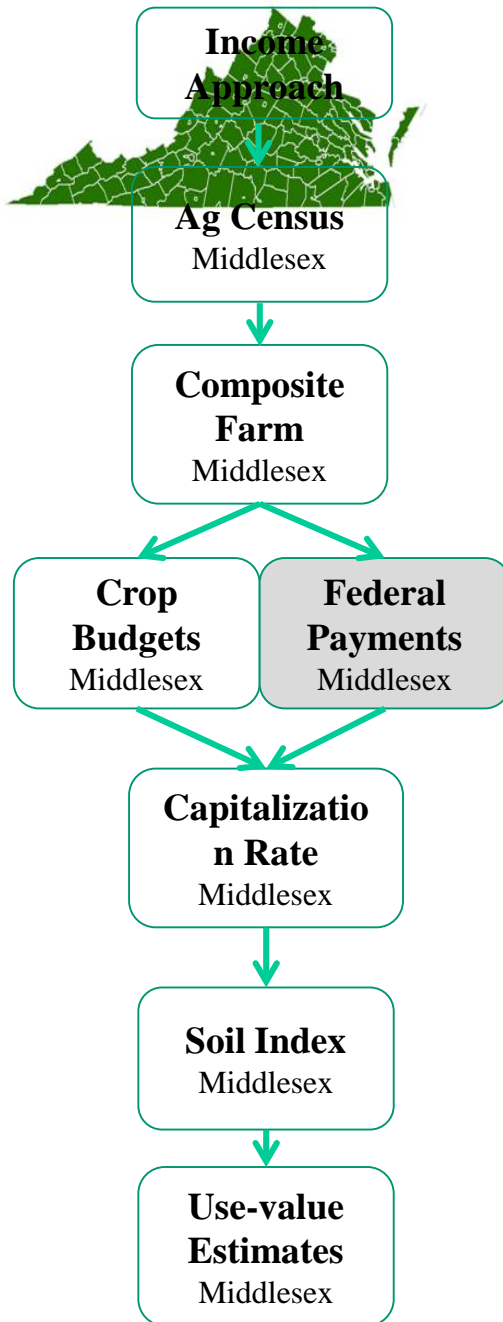 Income
Approach
Ag Census
Middlesex
Composite
Farm
Middlesex
Crop
Budgets
Middlesex
Federal
Payments
Middlesex
Capitalizatio
n Rate
Middlesex
Soil Index
Middlesex
Use-value
Estimates
Middlesex